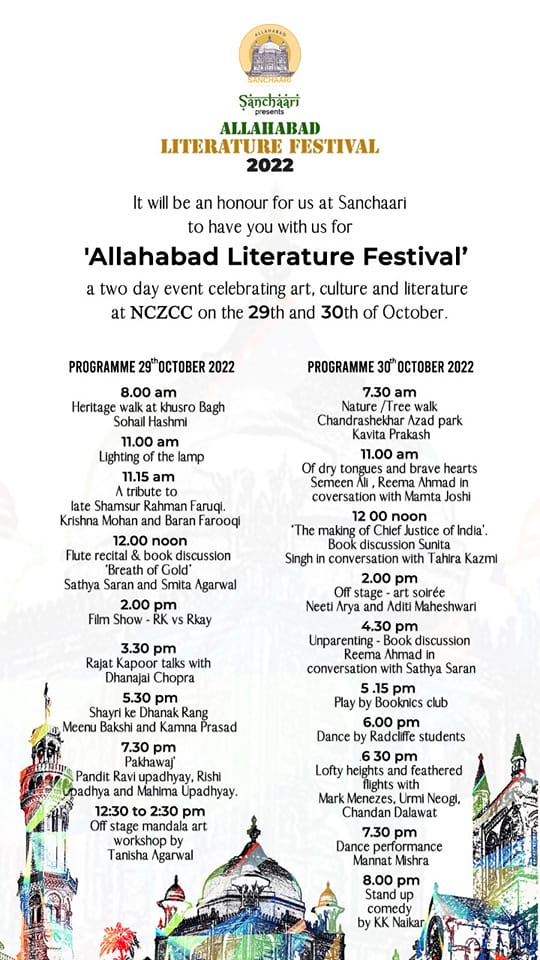 ALLAHABAD
SANCHAARI
Sanchaari
presents
ALLAHABAD
LITERATURE FESTIVAL
2022
It will be an honour for us at Sanchaari
to have you with us for
'Allahabad Literature Festival'
a two day event celebrating art, culture and literature
at NCZCC on the 29th and 30th of October.
PROGRAMME 29th OCTOBER 2022
8.00 am
Heritage walk at khusro Bagh
Sohail Hashmi
11.00 am
Lighting of the lamp
11.15 am
A tribute to
late Shamsur Rahman Faruqi.
Krishna Mohan and Baran Farooqi
12.00 noon
Flute recital & book discussion
'Breath of Gold'
Sathya Saran and Smita Agarwal
2.00 pm
Film Show - RK vs Rkay
3.30 pm
Rajat Kapoor talks with
Dhanajai Chopra
5.30 pm
Shayri ke Dhanak Rang
Meenu Bakshi and Kamna Prasad
7.30 pm
Pakhawaj'
Pandit Ravi upadhyay, Rishi
Upadhya and Mahima Upadhyay.
12:30 to 2:30 pm
Off stage mandala art
workshop by
Tanisha Agarwal
PROGRAMME 30th OCTOBER 2022
7.30 am
Nature /Tree walk
Chandrashekhar Azad park
Kavita Prakash
11.00 am
Of dry tongues and brave hearts
Semeen Ali , Reema Ahmad in
coversation with Mamta Joshi
12 00 noon
'The making of Chief Justice of India'.
Book discussion Sunita
Singh in conversation with Tahira Kazmi
2.00 pm
Off stage - art soirée
Neeti Arya and Aditi Maheshwari
4.30 pm
Unparenting - Book discussion
Reema Ahmad in
conversation with Sathya Saran
5 .15 pm
Play by Booknics club
6.00 pm
Dance by Radcliffe students
6 30 pm
Lofty heights and feathered
flights with
Mark Menezes, Urmi Neogi,
Chandan Dalawat
7.30 pm
Dance performance
Mannat Mishra
8.00 pm
Stand up
comedy
by KK Naikar